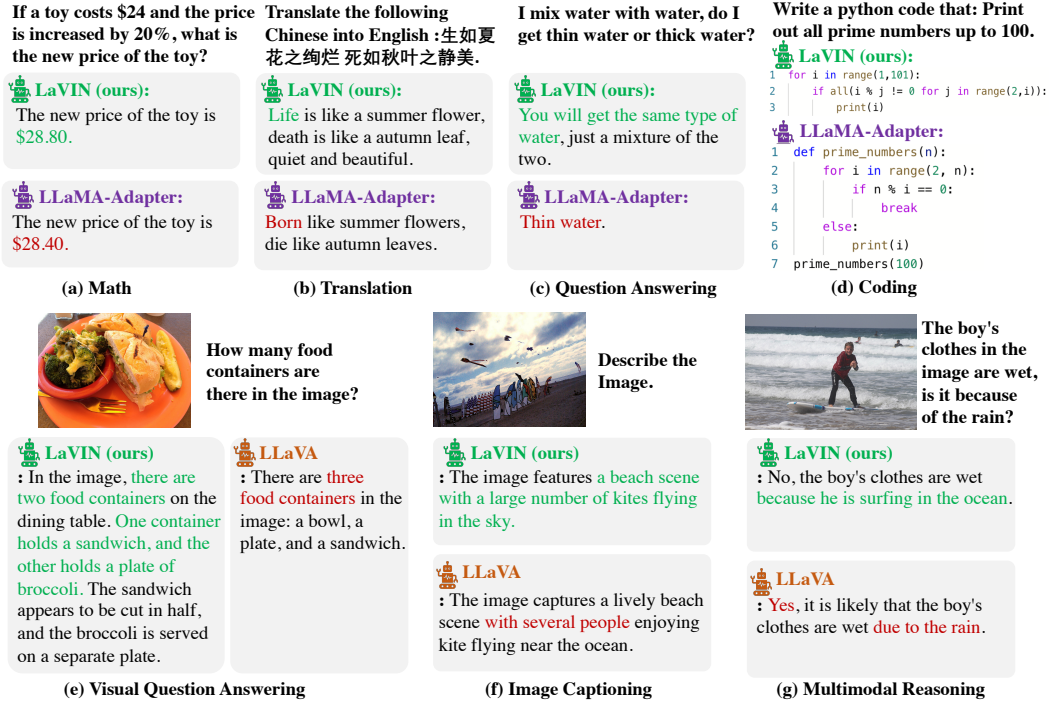 If a toy costs $24 and the price
is increased by 20%, what is
the new price of the toy?
LaVIN (ours):
The new price of the toy is
$28.80.
LLaMA-Adapter:
The new price of the toy is
$28.40.
(a) Math
Translate the following
Chinese into English :生如夏
花之绚烂 死如秋叶之静美.
LaVIN (ours):
Life is like a summer flower,
death is like a autumn leaf,
quiet and beautiful.
LLaMA-Adapter:
Born like summer flowers,
die like autumn leaves.
(b) Translation
I mix water with water, do I
get thin water or thick water?
LaVIN (ours):
You will get the same type of
water, just a mixture of the
two.
LLaMA-Adapter:
Thin water.
(c) Question Answering
Write a python code that: Print
out all prime numbers up to 100.
LaVIN (ours):
1 for i in range(1,101):
2 if all(i % j != 0 for j in range(2,i)):
3 print(i)
LLaMA-Adapter:
1 def prime_numbers(n):
2 for i in range(2, n):
3 if n % i == 0:
4 break
5 else:
6 print(i)
7 prime_numbers(100)
(d) Coding
How many food
containers are
there in the image?
LaVIN (ours)
: In the image, there are
two food containers on the
dining table. One container
holds a sandwich, and the
other holds a plate of
broccoli. The sandwich
appears to be cut in half,
and the broccoli is served
on a separate plate.
LLaVA
: There are three
food containers in the
image: a bowl, a
plate, and a sandwich.
(e) Visual Question Answering
Describe the
Image.
LaVIN (ours)
: The image features a beach scene
with a large number of kites flying
in the sky.
LLaVA
: The image captures a lively beach
scene with several people enjoying
kite flying near the ocean.
(f) Image Captioning
The boy's
clothes in the
image are wet,
is it because
of the rain?
LaVIN (ours)
: No, the boy's clothes are wet
because he is surfing in the ocean.
LLaVA
: Yes, it is likely that the boy's
clothes are wet due to the rain.
(g) Multimodal Reasoning